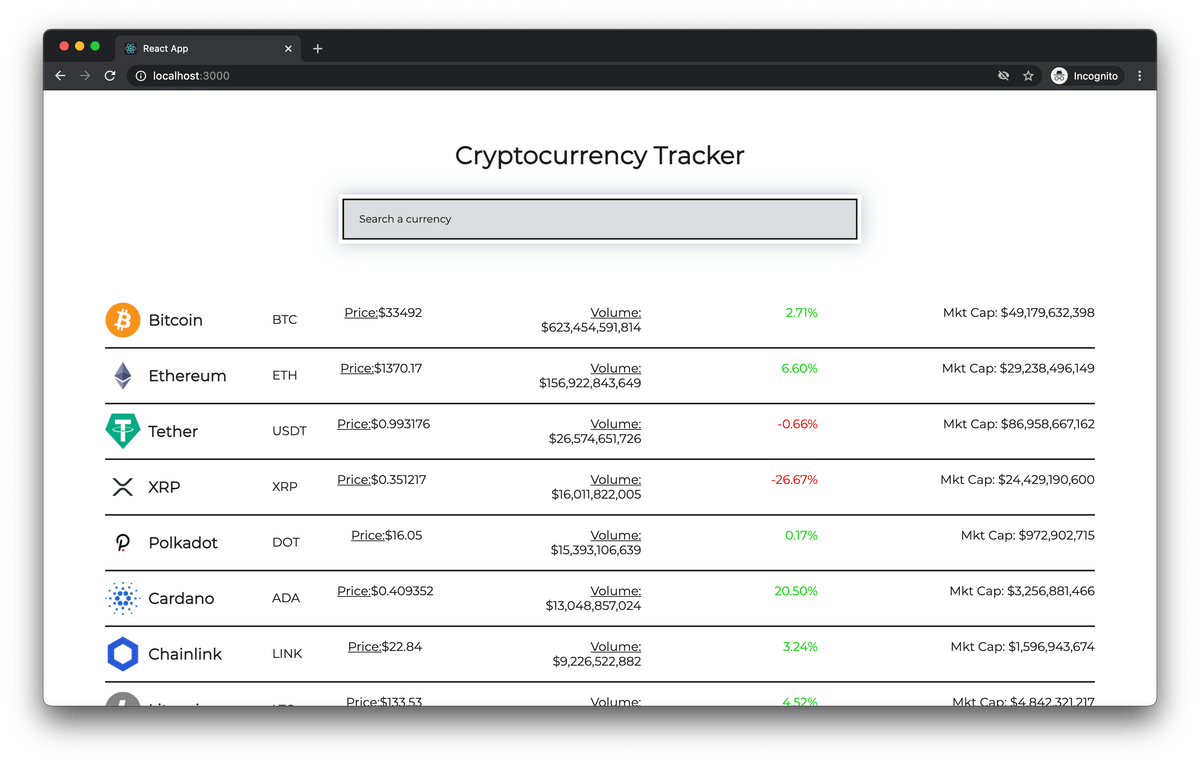 React App
localhost:3000
Incognito
Cryptocurrency Tracker
Search a currency
Bitcoin BTC Price:$33492 Volume: 2.71% Mkt Cap: $49,179,632,398
$623,454,591,814
Ethereum ETH Price:$1370.17 Volume: 6.60% Mkt Cap: $29,238,496,149
$156,922,843,649
Tether USDT Price:$0.993176 Volume: -0.66% Mkt Cap: $86,958,667,162
$26,574,651,726
XRP XRP Price:$0.351217 Volume: -26.67% Mkt Cap: $24,429,190,600
$16,011,822,005
Polkadot DOT Price:$16.05 Volume: 0.17% Mkt Cap: $972,902,715
$15,393,106,639
Cardano ADA Price:$0.409352 Volume: 20.50% Mkt Cap: $3,256,881,466
$13,048,857,024
Chainlink LINK Price:$22.84 Volume: 3.24% Mkt Cap: $1,596,943,674
$9,226,522,882
Price:$133.53 Volume: 4.52% Mkt Cap: $4,842,321,217